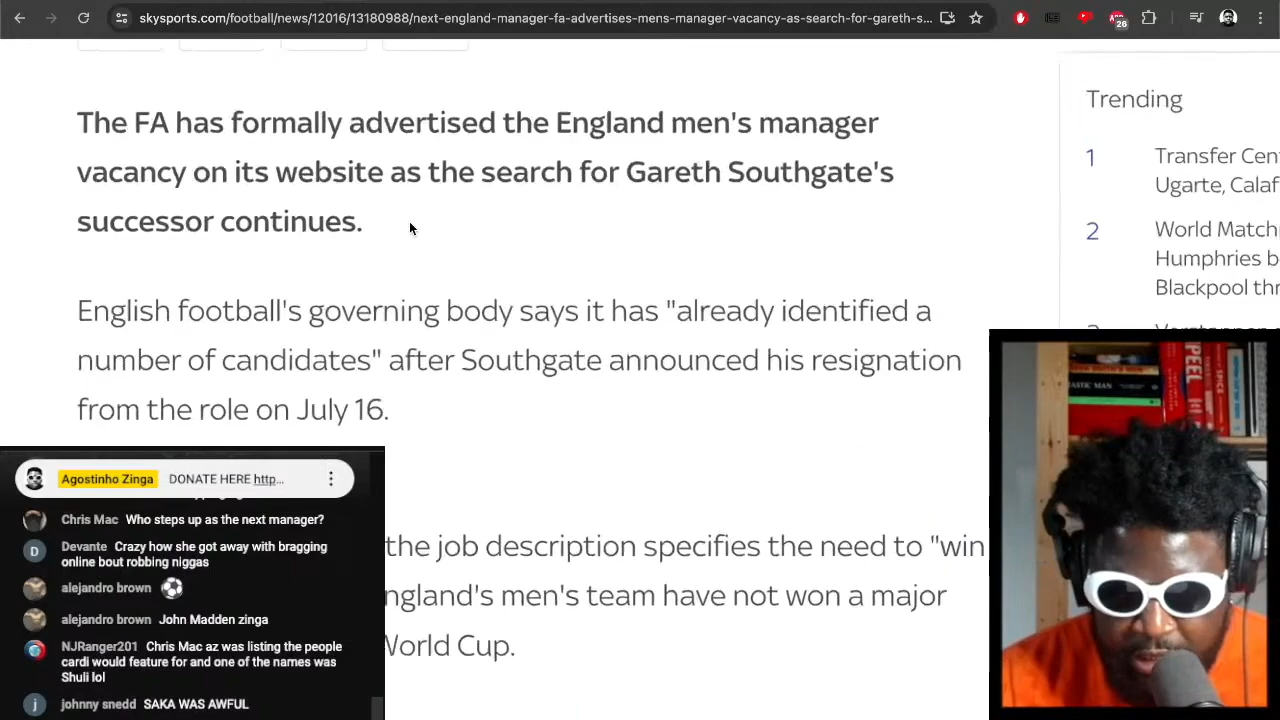 skysports.com/football/news/12016/13180988/next-england-manager-fa-advertises-mens-manager-vacancy-as-search-for-gareth-s...
26
The FA has formally advertised the England men's manager
vacancy on its website as the search for Gareth Southgate's
successor continues.
English football's governing body says it has "already identified a
number of candidates" after Southgate announced his resignation
from the role on July 16.
the job description specifies the need to "win
ngland's men's team have not won a major
World Cup.
Trending
1
Transfer Cen
Ugarte, Calaf
2
World Match
Humphries b
Blackpool thr
Agostinho Zinga DONATE HERE http...
Chris Mac Who steps up as the next manager?
D
Devante Crazy how she got away with bragging
online bout robbing niggas
alejandro brown
alejandro brown John Madden zinga
NJRanger201 Chris Mac az was listing the people
cardi would feature for and one of the names was
Shuli lol
j
johnny snedd SAKA WAS AWFUL
SPICE